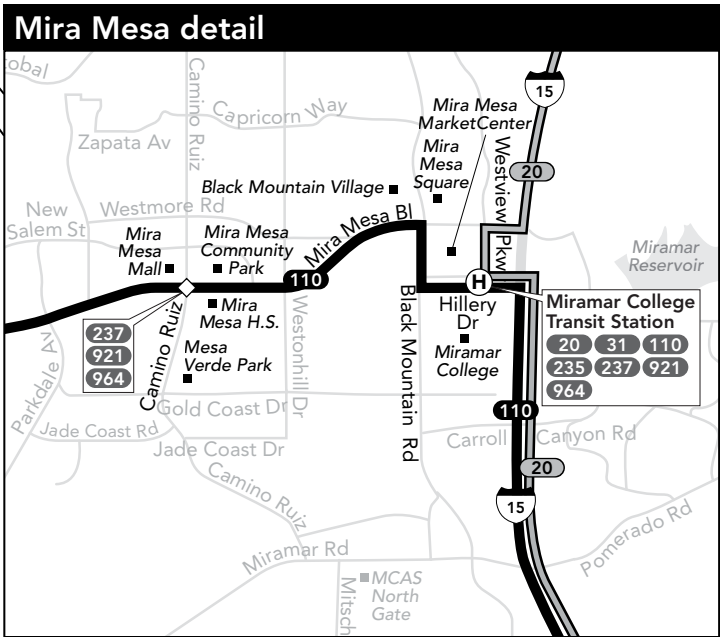 Mira Mesa detail
obal
Camino Ruiz
Capricorn Way
Zapata Av
15
Mira Mesa
MarketCenter
Mira
Mesa
Square
Westview
Pkwy
20
Black Mountain Village
New
Salem St
Westmore Rd
Mira
Mesa
Mall
Mira Mesa
Community
Park
Mira Mesa Bl
110
Miramar
Reservoir
H
Hillery
Dr
Miramar College
Transit Station
20 31 110
235 237 921
964
237
921
964
Mira
Mesa H.S.
Mesa
Verde Park
Camino Ruiz
Westonhill Dr
Black Mountain Rd
Miramar
College
Parkdale Av
Gold Coast Dr
Jade Coast Rd
Jade Coast Dr
110
Carroll Canyon Rd
20
Camino
Ruiz
15
Pomerado Rd
Miramar Rd
Mitsch
MCAS
North
Gate